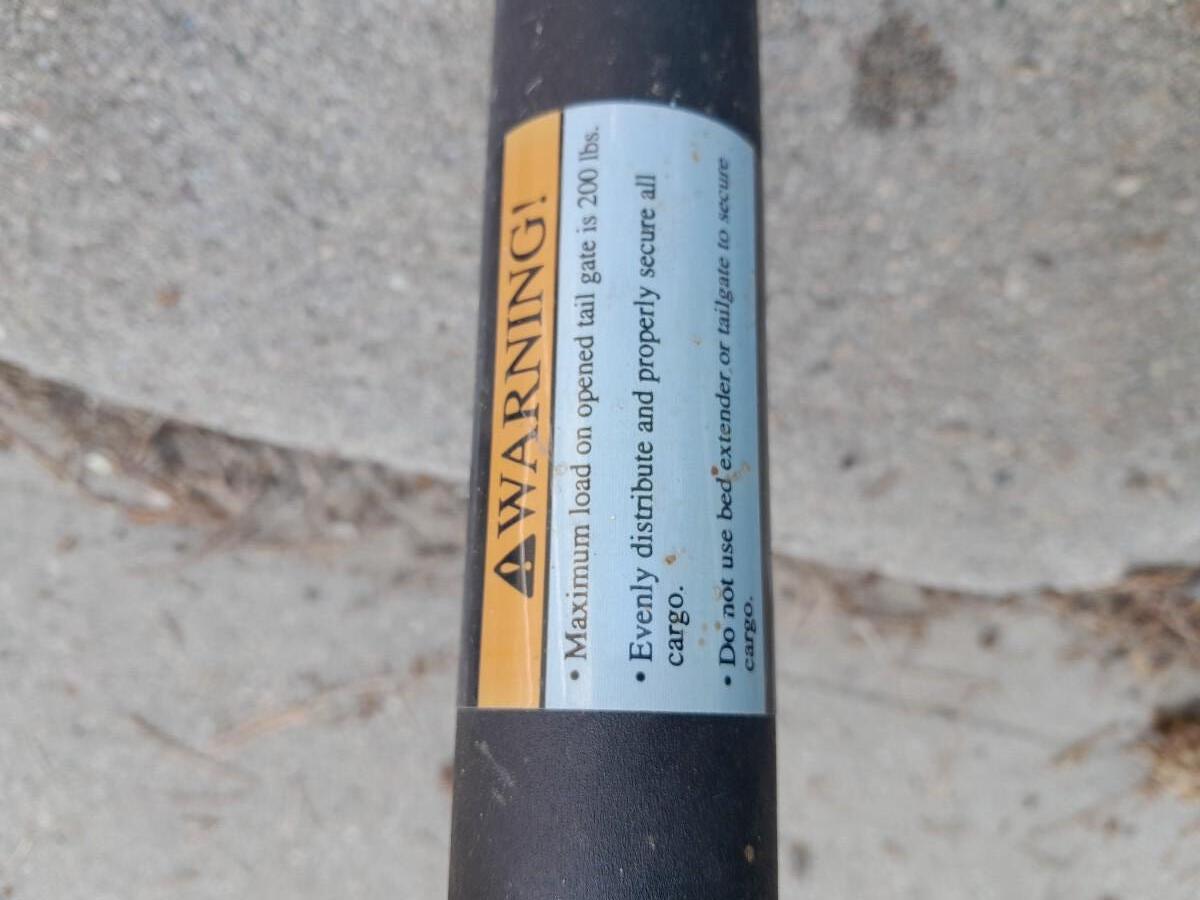 ⚠WARNING!
• Maximum load on opened tail gate is 200 lbs.
• Evenly distribute and properly secure all
cargo.
• Do not use bed extender or tailgate to secure
cargo.